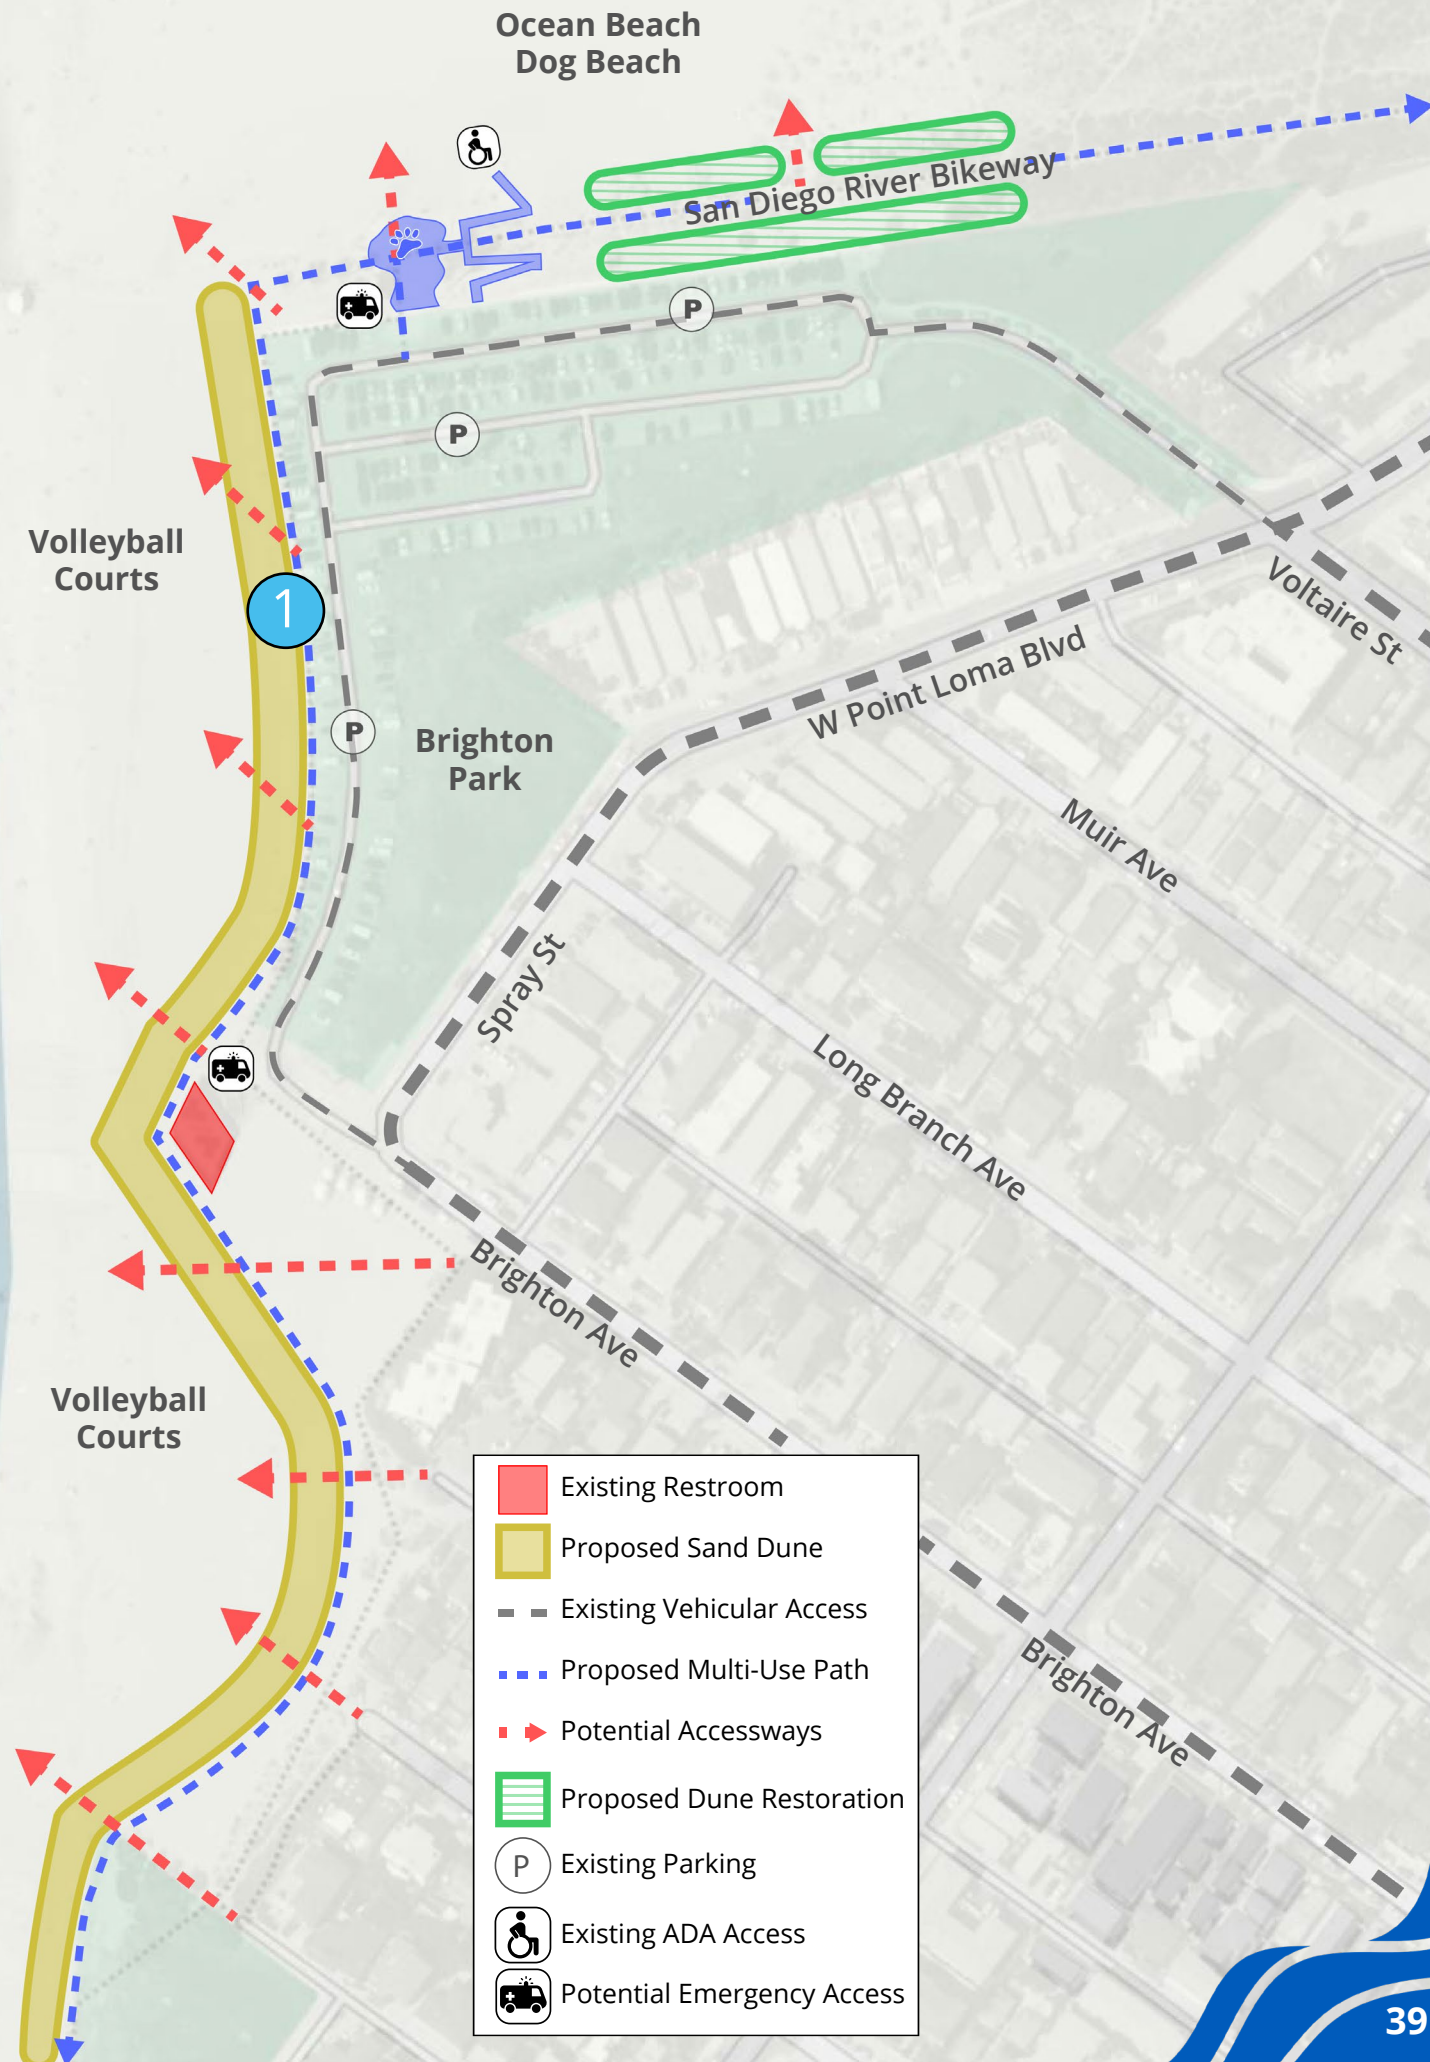 Ocean Beach
Dog Beach
San Diego River Bikeway
P
P
Volleyball
Courts
1
Voltaire St
W Point Loma Blvd
P
Brighton
Park
Muir Ave
Spray St
Long Branch Ave
Brighton Ave
Volleyball
Courts
Existing Restroom
Proposed Sand Dune
Existing Vehicular Access
Proposed Multi-Use Path
Potential Accessways
Proposed Dune Restoration
P Existing Parking
Existing ADA Access
Potential Emergency Access
Brighton Ave
39